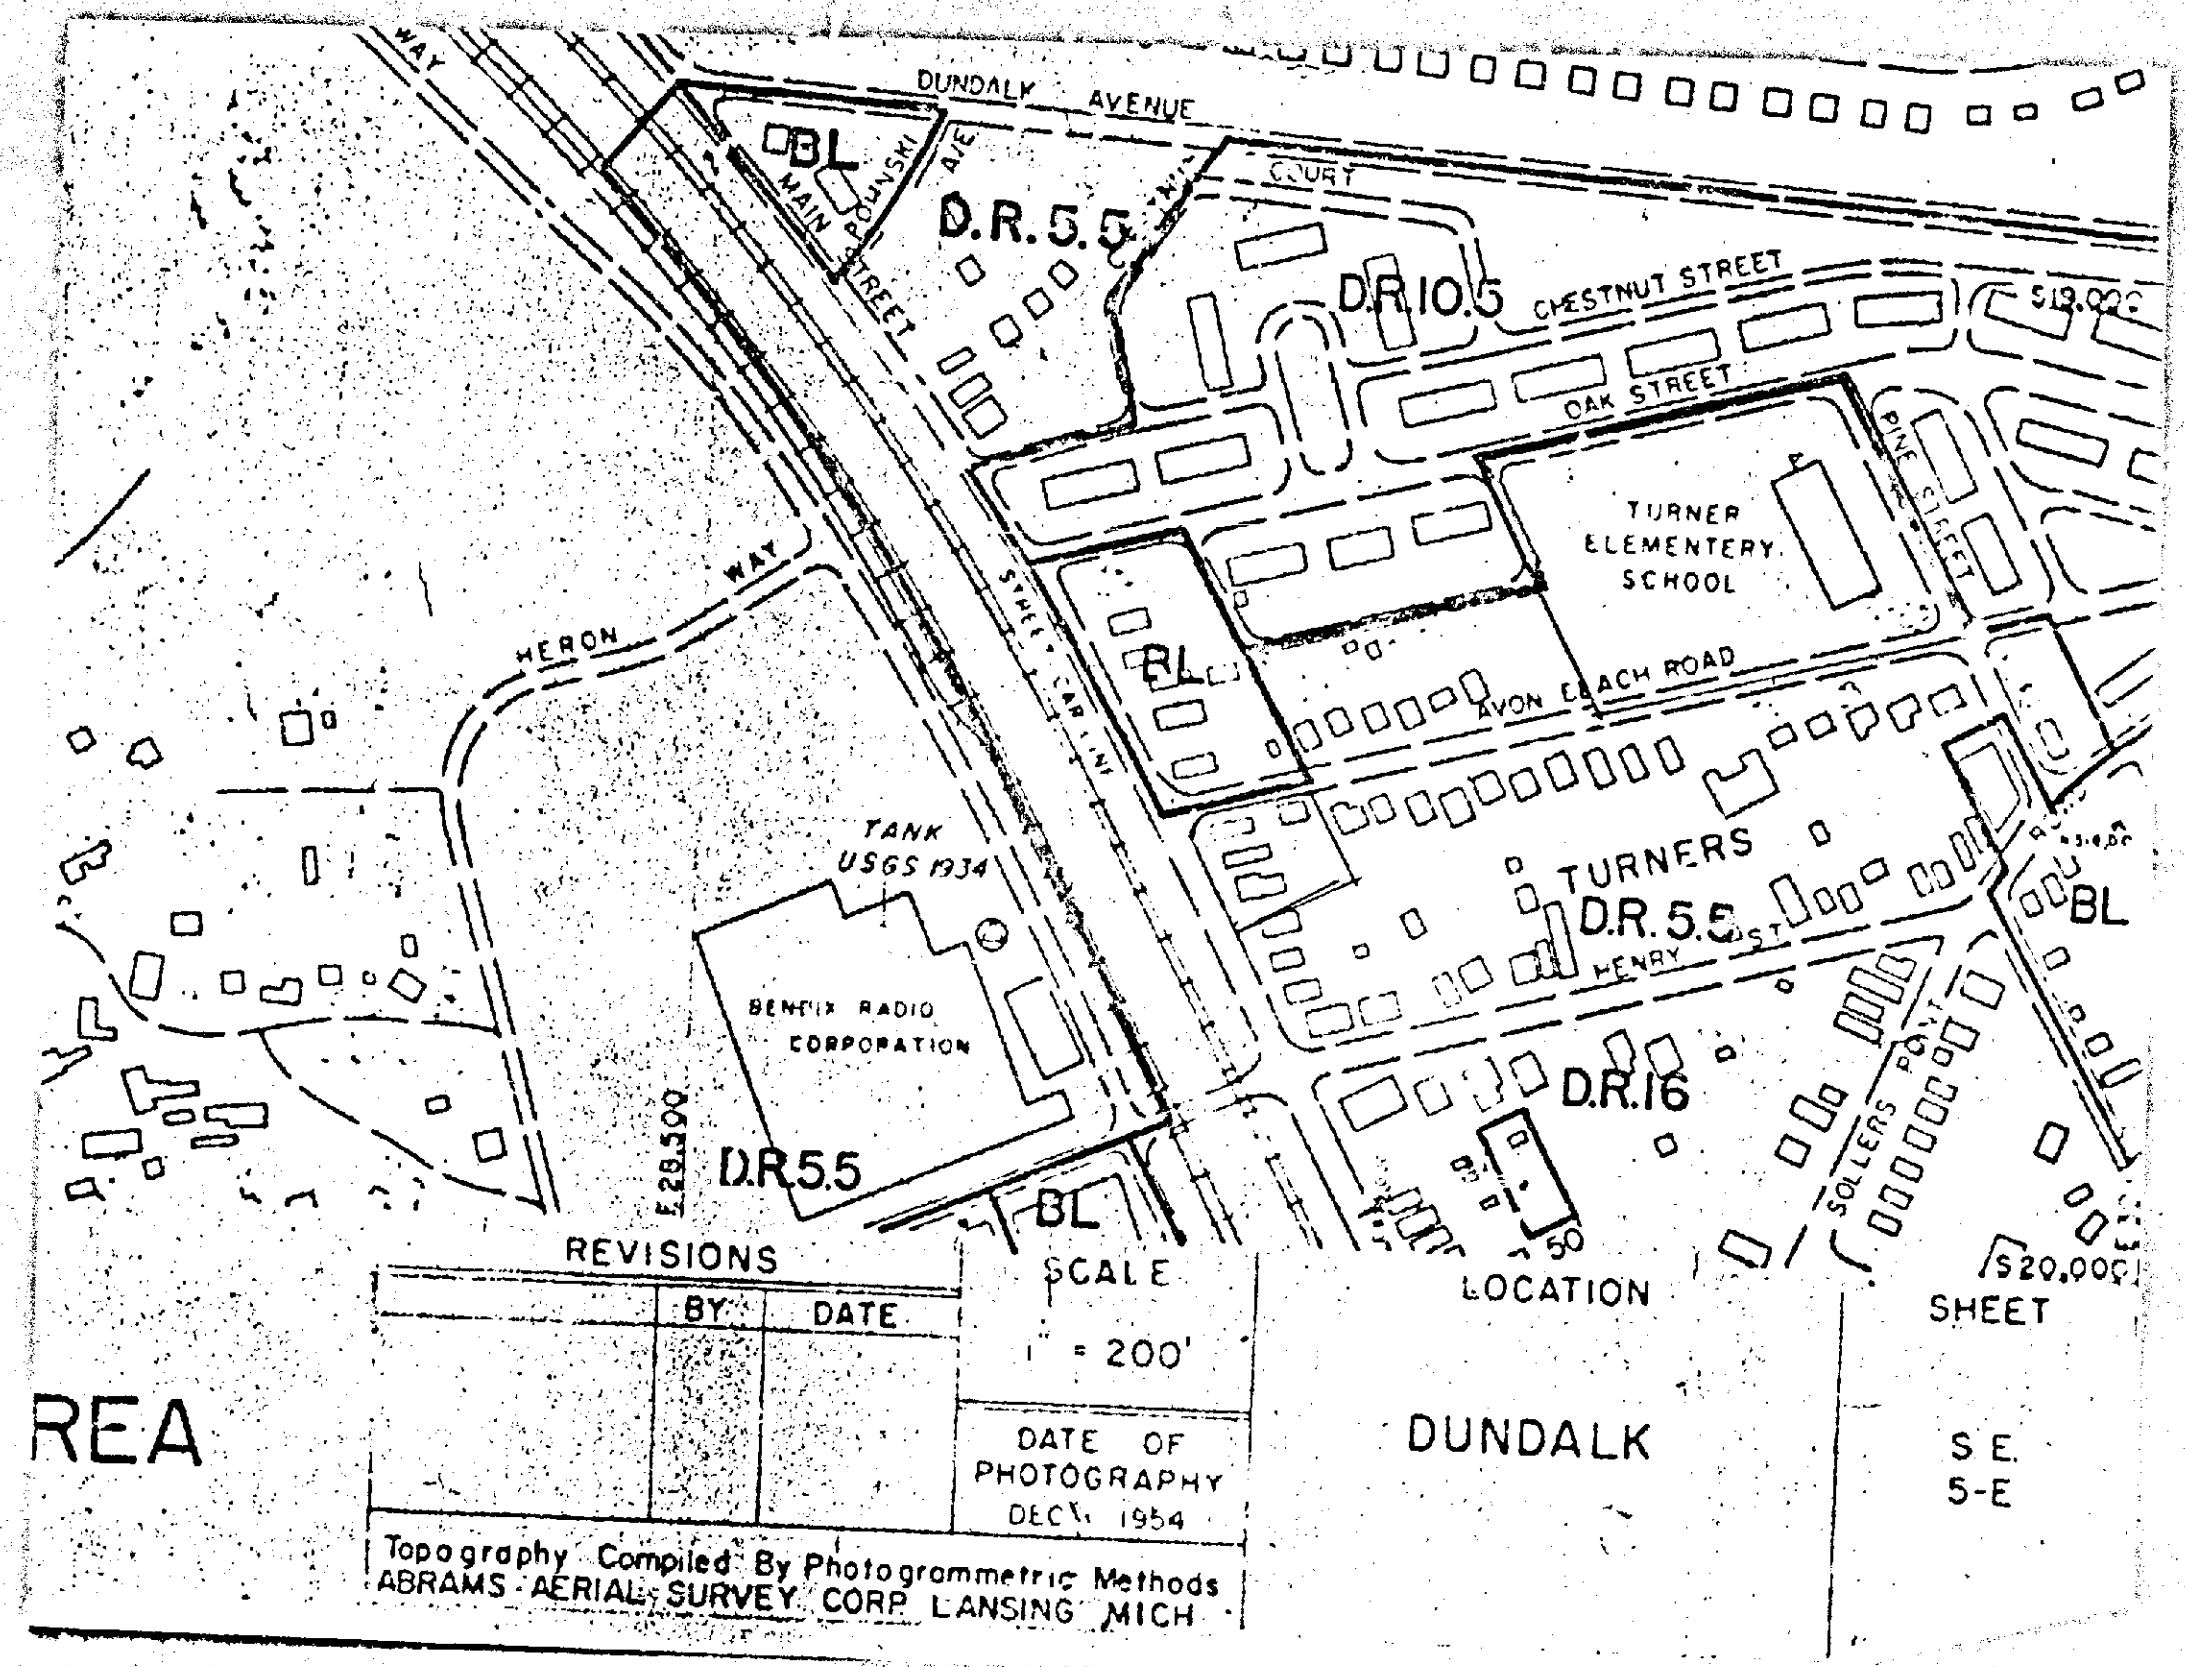 WAY
DUNDALK AVENUE
BL
MAIN
STREET
AVE
D.R. 5.5
COURT
D.R. 10.5
CHESTNUT STREET
S19,000
OAK STREET
PINE STREET
TURNER
ELEMENTERY
SCHOOL
HERON WAY
STREET CAR LINE
BL
AVON BEACH ROAD
TANK
USGS 1934
TURNERS
D.R. 5.5
HENRY ST
BL
BENDIX RADIO
CORPORATION
SOLLERS POINT
D.R. 16
E 28,500
D.R. 5.5
BL
50
S20,000
REVISIONS
BY DATE
SCALE
1" = 200'
LOCATION
DUNDALK
SHEET
S E.
5-E
REA
DATE OF
PHOTOGRAPHY
DEC 1954
Topography Compiled By Photogrammetric Methods
ABRAMS AERIAL SURVEY CORP. LANSING MICH.